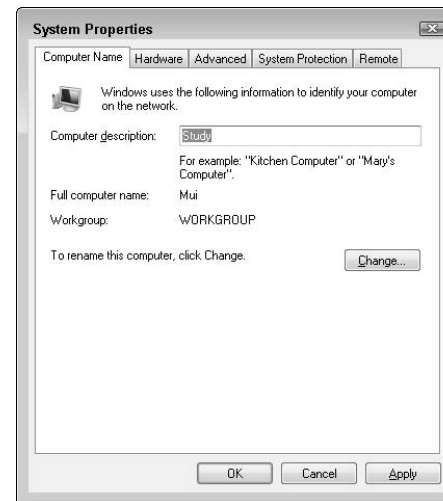 System Properties
Computer Name Hardware Advanced System Protection Remote
Windows uses the following information to identify your computer
on the network.
Computer description: Study
For example: "Kitchen Computer" or "Mary's
Computer".
Full computer name: Mui
Workgroup: WORKGROUP
To rename this computer, click Change. Change...
OK Cancel Apply